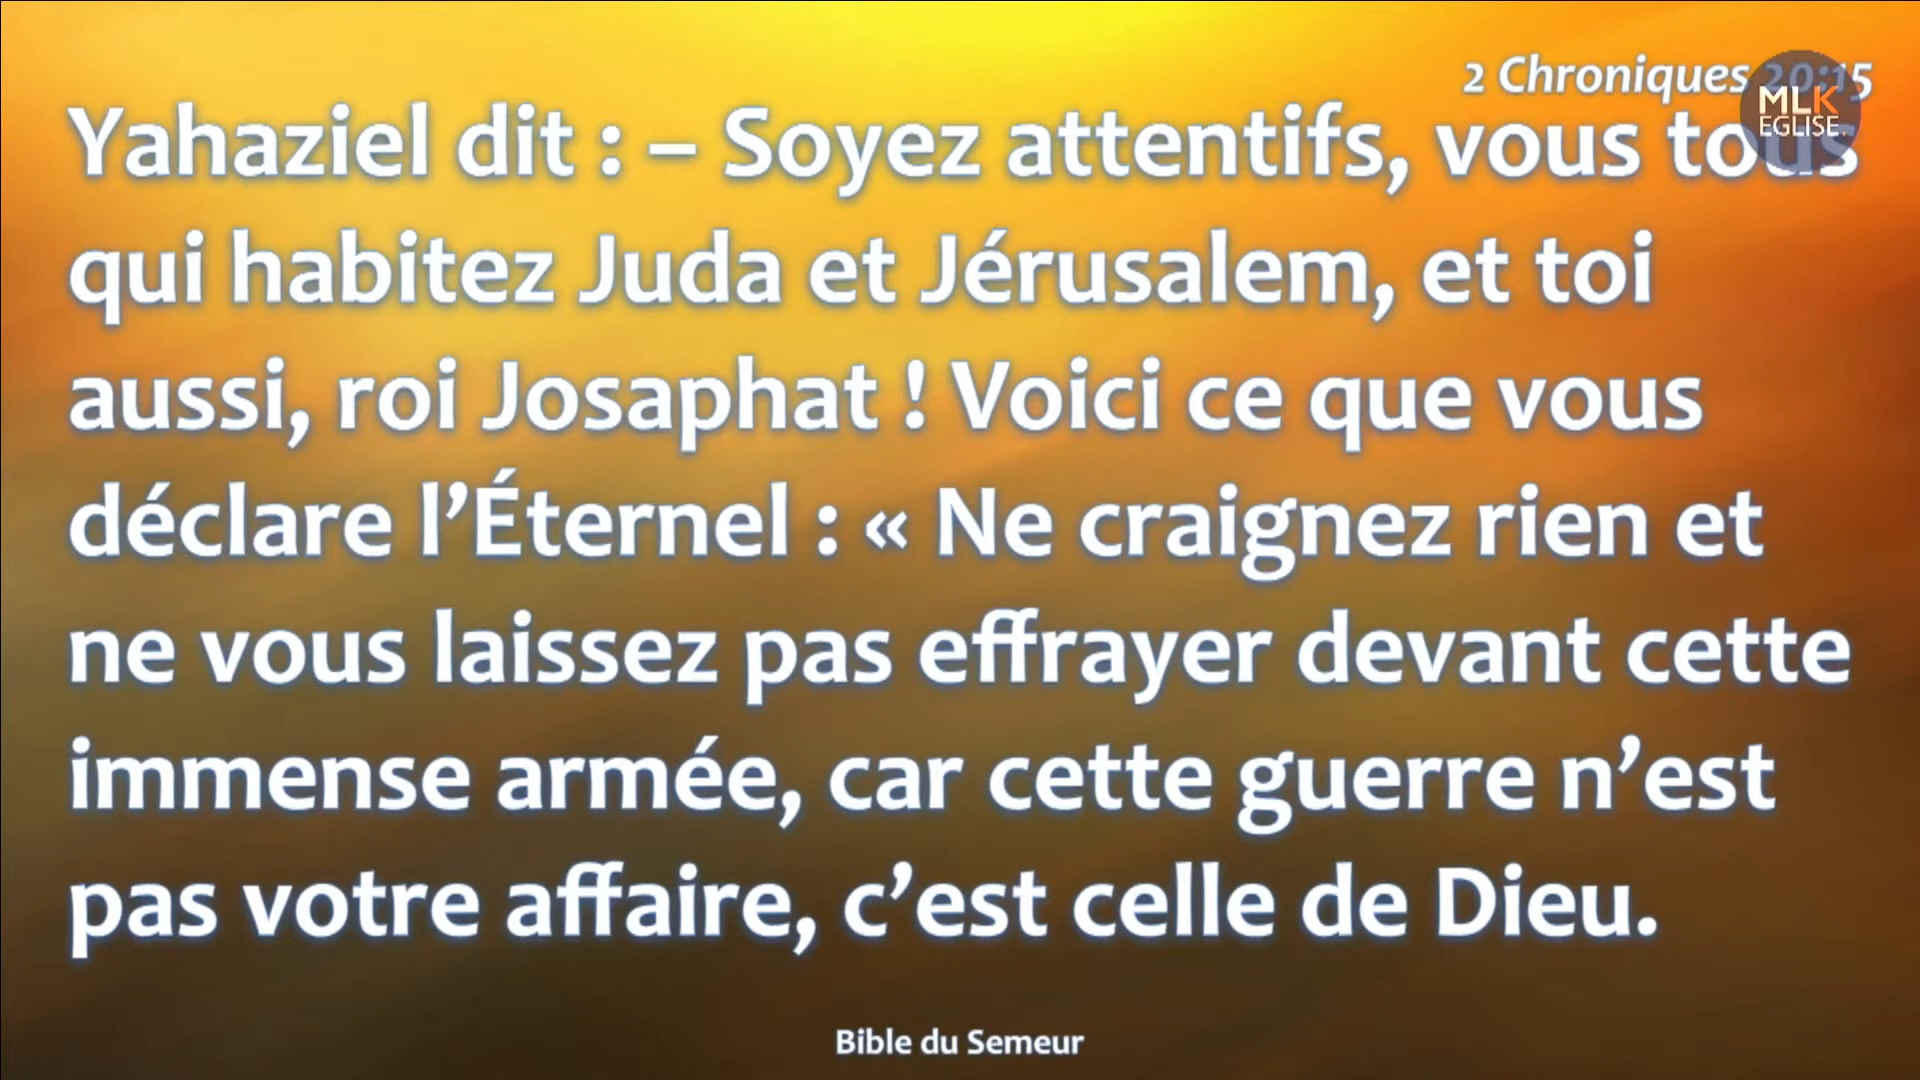 2 Chroniques 20:15
MLK
EGLISE.
Yahaziel dit : – Soyez attentifs, vous tous
qui habitez Juda et Jérusalem, et toi
aussi, roi Josaphat ! Voici ce que vous
déclare l’Éternel : « Ne craignez rien et
ne vous laissez pas effrayer devant cette
immense armée, car cette guerre n’est
pas votre affaire, c’est celle de Dieu.
Bible du Semeur